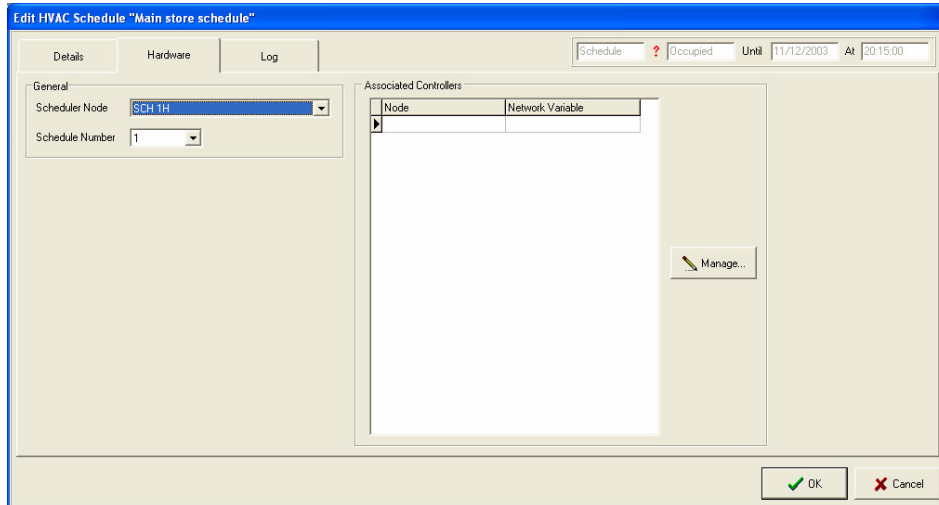 Edit HVAC Schedule "Main store schedule"
Details Hardware Log Schedule ? Occupied Until 11/12/2003 At 20:15:00
General
Scheduler Node SCH 1H
Schedule Number 1
Associated Controllers
Node Network Variable
Manage...
OK Cancel